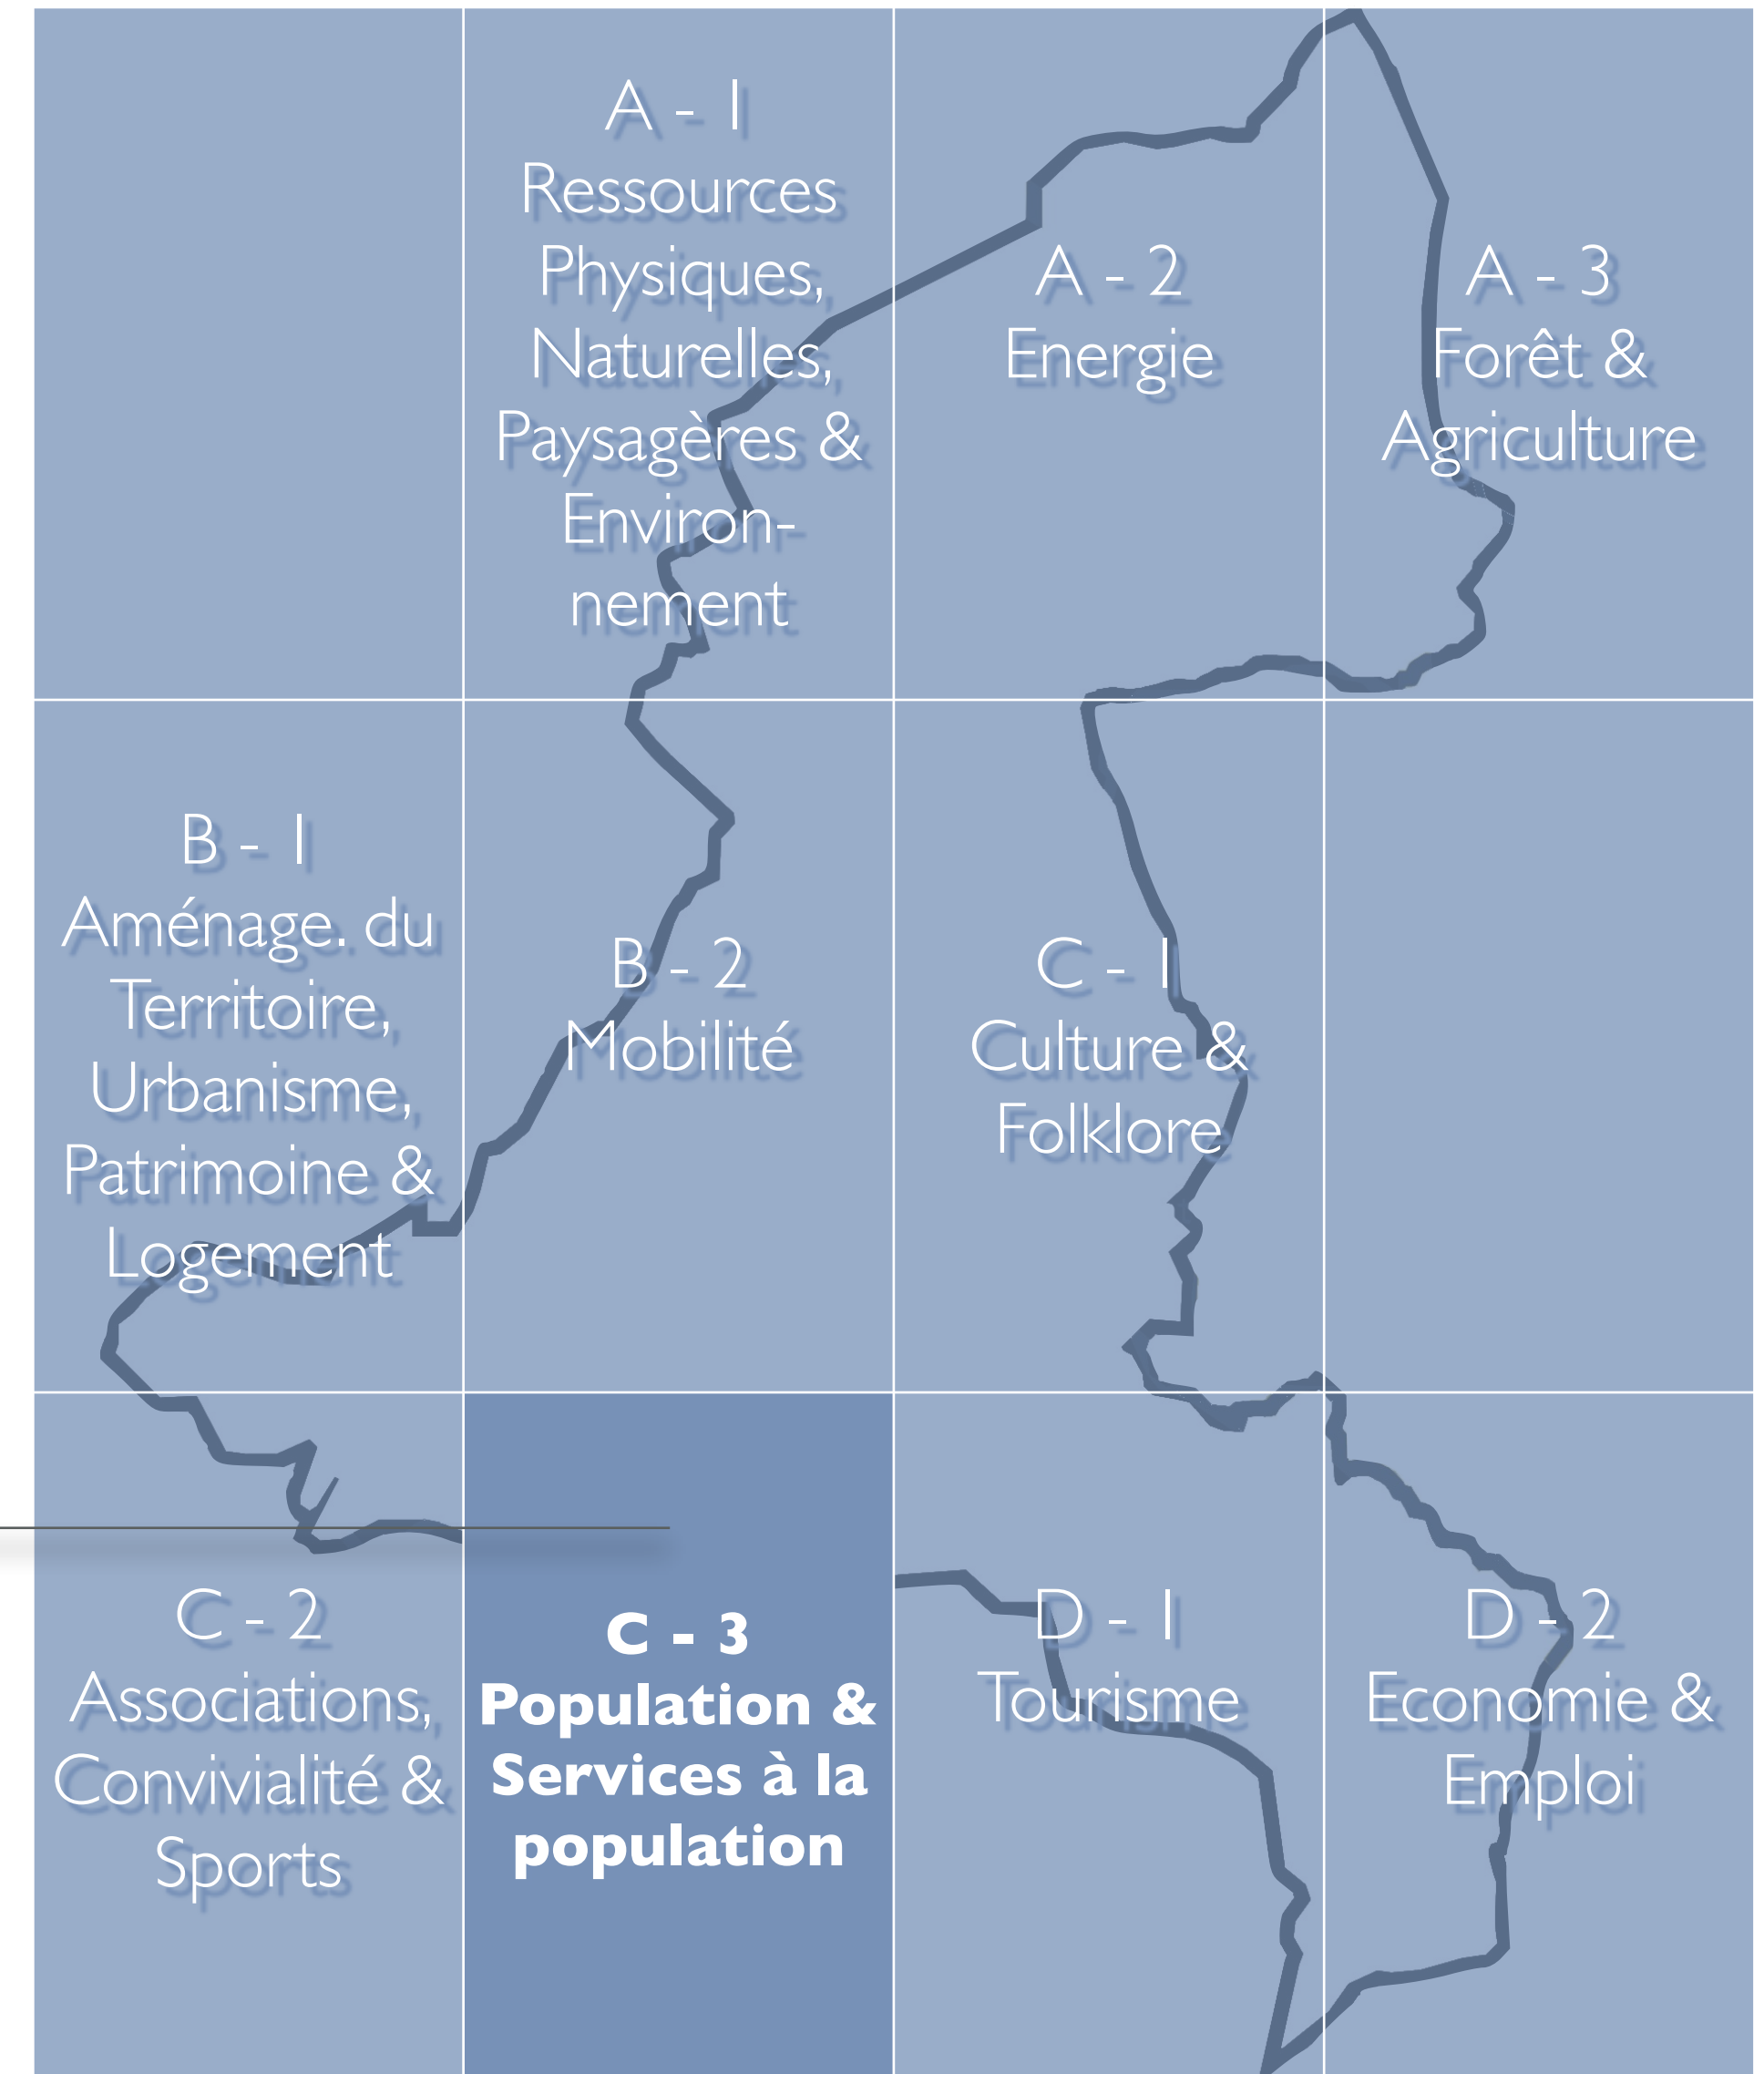 A - 1
Ressources
Physiques,
Naturelles,
Paysagères &
Environ-
nement
A - 2
Energie
A - 3
Forêt &
Agriculture
B - 1
Aménage. du
Territoire,
Urbanisme,
Patrimoine &
Logement
B - 2
Mobilité
C - 1
Culture &
Folklore
C - 2
Associations,
Convivialité &
Sports
C - 3
Population &
Services à la
population
D - 1
Tourisme
D - 2
Economie &
Emploi